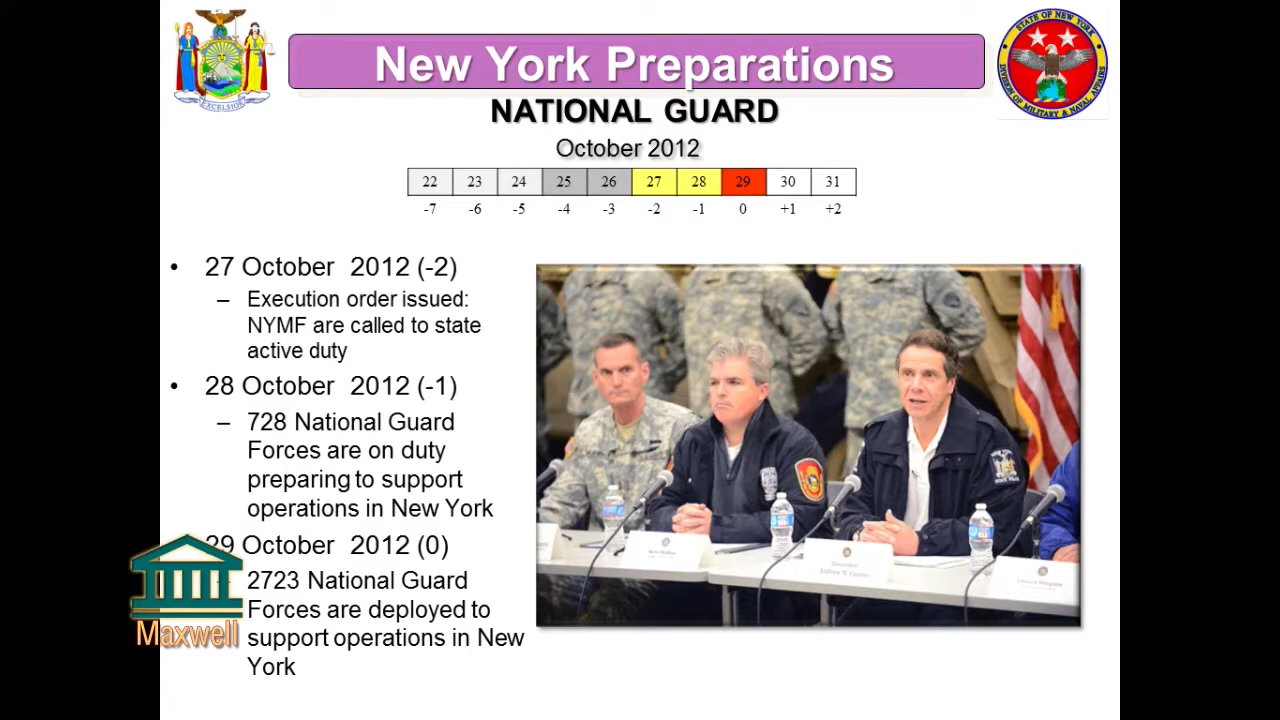 New York Preparations
NATIONAL GUARD
October 2012
22 23 24 25 26 27 28 29 30 31
-7 -6 -5 -4 -3 -2 -1 0 +1 +2
• 27 October 2012 (-2)
– Execution order issued:
NYMF are called to state
active duty
• 28 October 2012 (-1)
– 728 National Guard
Forces are on duty
preparing to support
operations in New York
29 October 2012 (0)
2723 National Guard
Forces are deployed to
support operations in New
York
EXCELSIOR
STATE OF NEW YORK
DIVISION OF MILITARY & NAVAL AFFAIRS
Governor
Andrew M. Cuomo
Maxwell